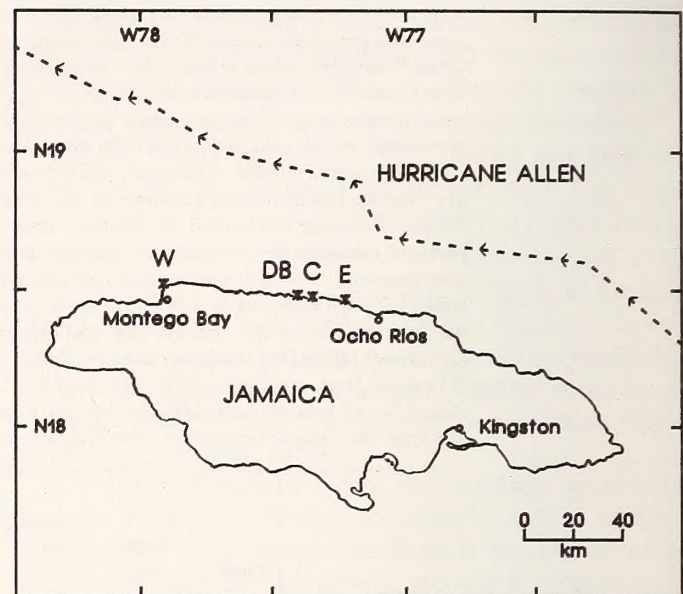 W78
W77
N19
HURRICANE ALLEN
W
DB C E
Montego Bay
Ocho Rios
JAMAICA
N18
Kingston
0 20 40
km